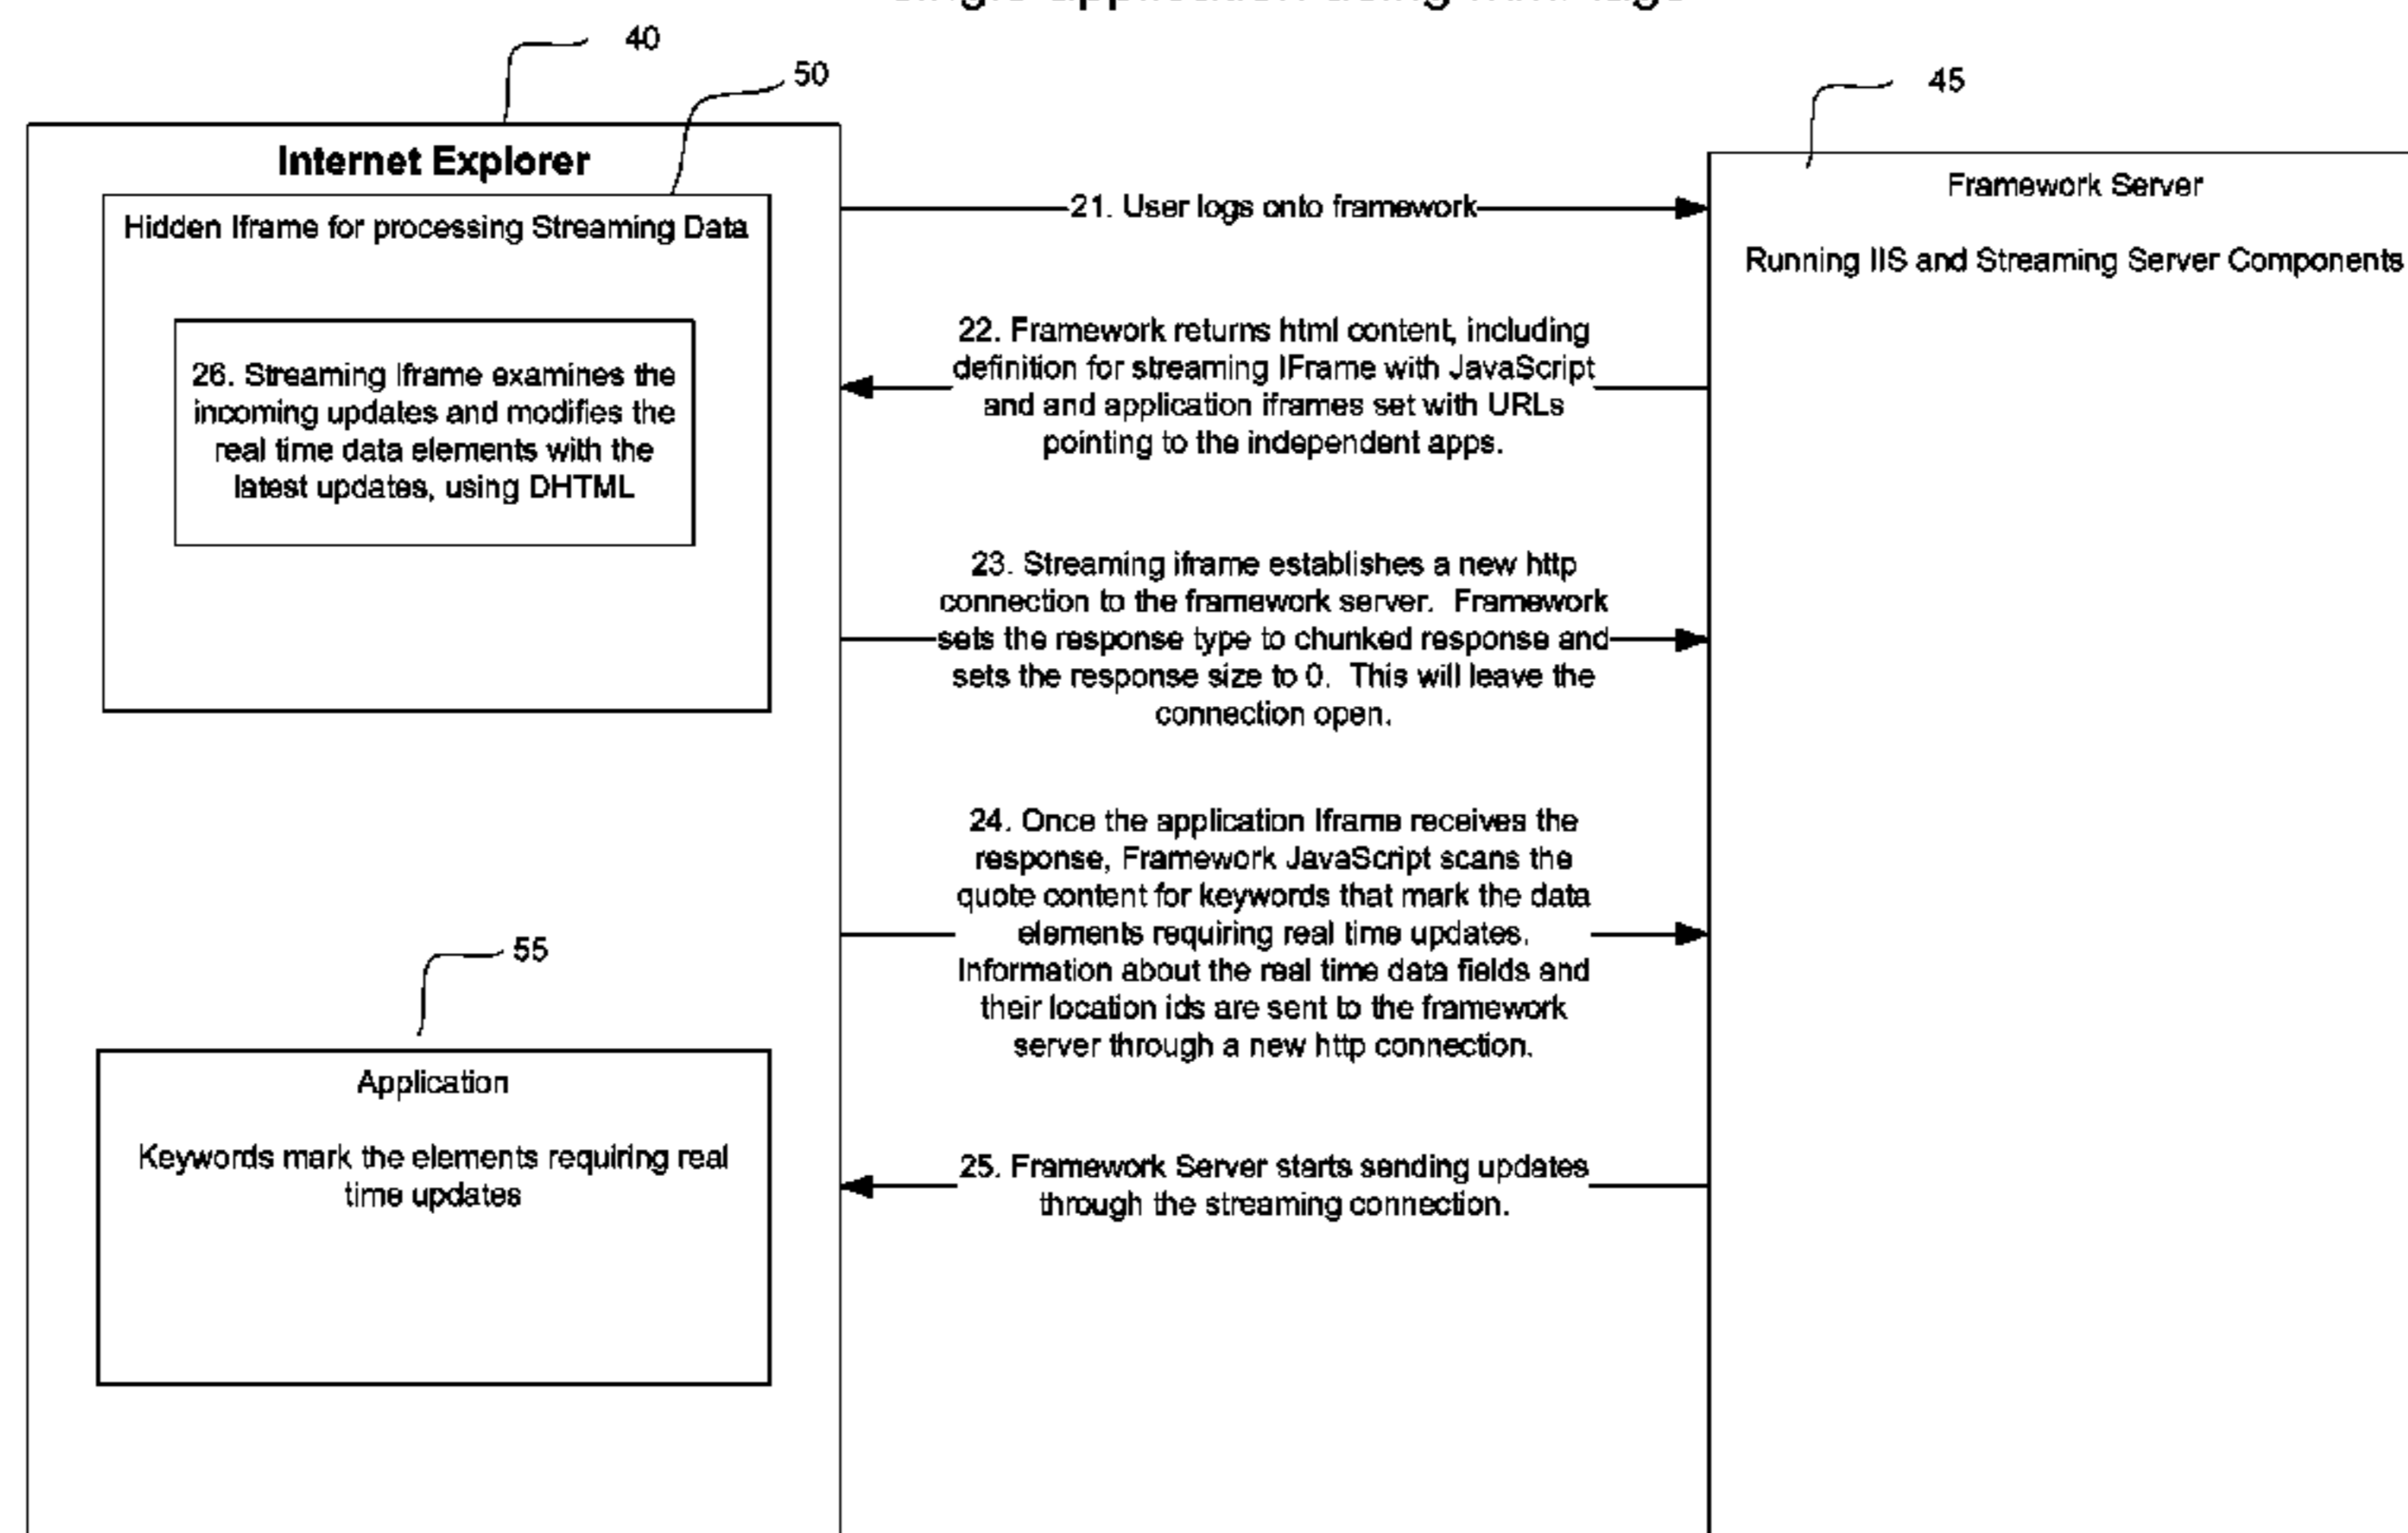 40
50
45
Internet Explorer
Hidden Iframe for processing Streaming Data
26. Streaming Iframe examines the
incoming updates and modifies the
real time data elements with the
latest updates, using DHTML
21. User logs onto framework
Framework Server
Running IIS and Streaming Server Components
22. Framework returns html content, including
definition for streaming IFrame with JavaScript
and and application iframes set with URLs
pointing to the independent apps.
23. Streaming iframe establishes a new http
connection to the framework server. Framework
sets the response type to chunked response and
sets the response size to 0. This will leave the
connection open.
24. Once the application Iframe receives the
response, Framework JavaScript scans the
quote content for keywords that mark the data
elements requiring real time updates.
Information about the real time data fields and
their location ids are sent to the framework
server through a new http connection.
55
Application
Keywords mark the elements requiring real
time updates
25. Framework Server starts sending updates
through the streaming connection.